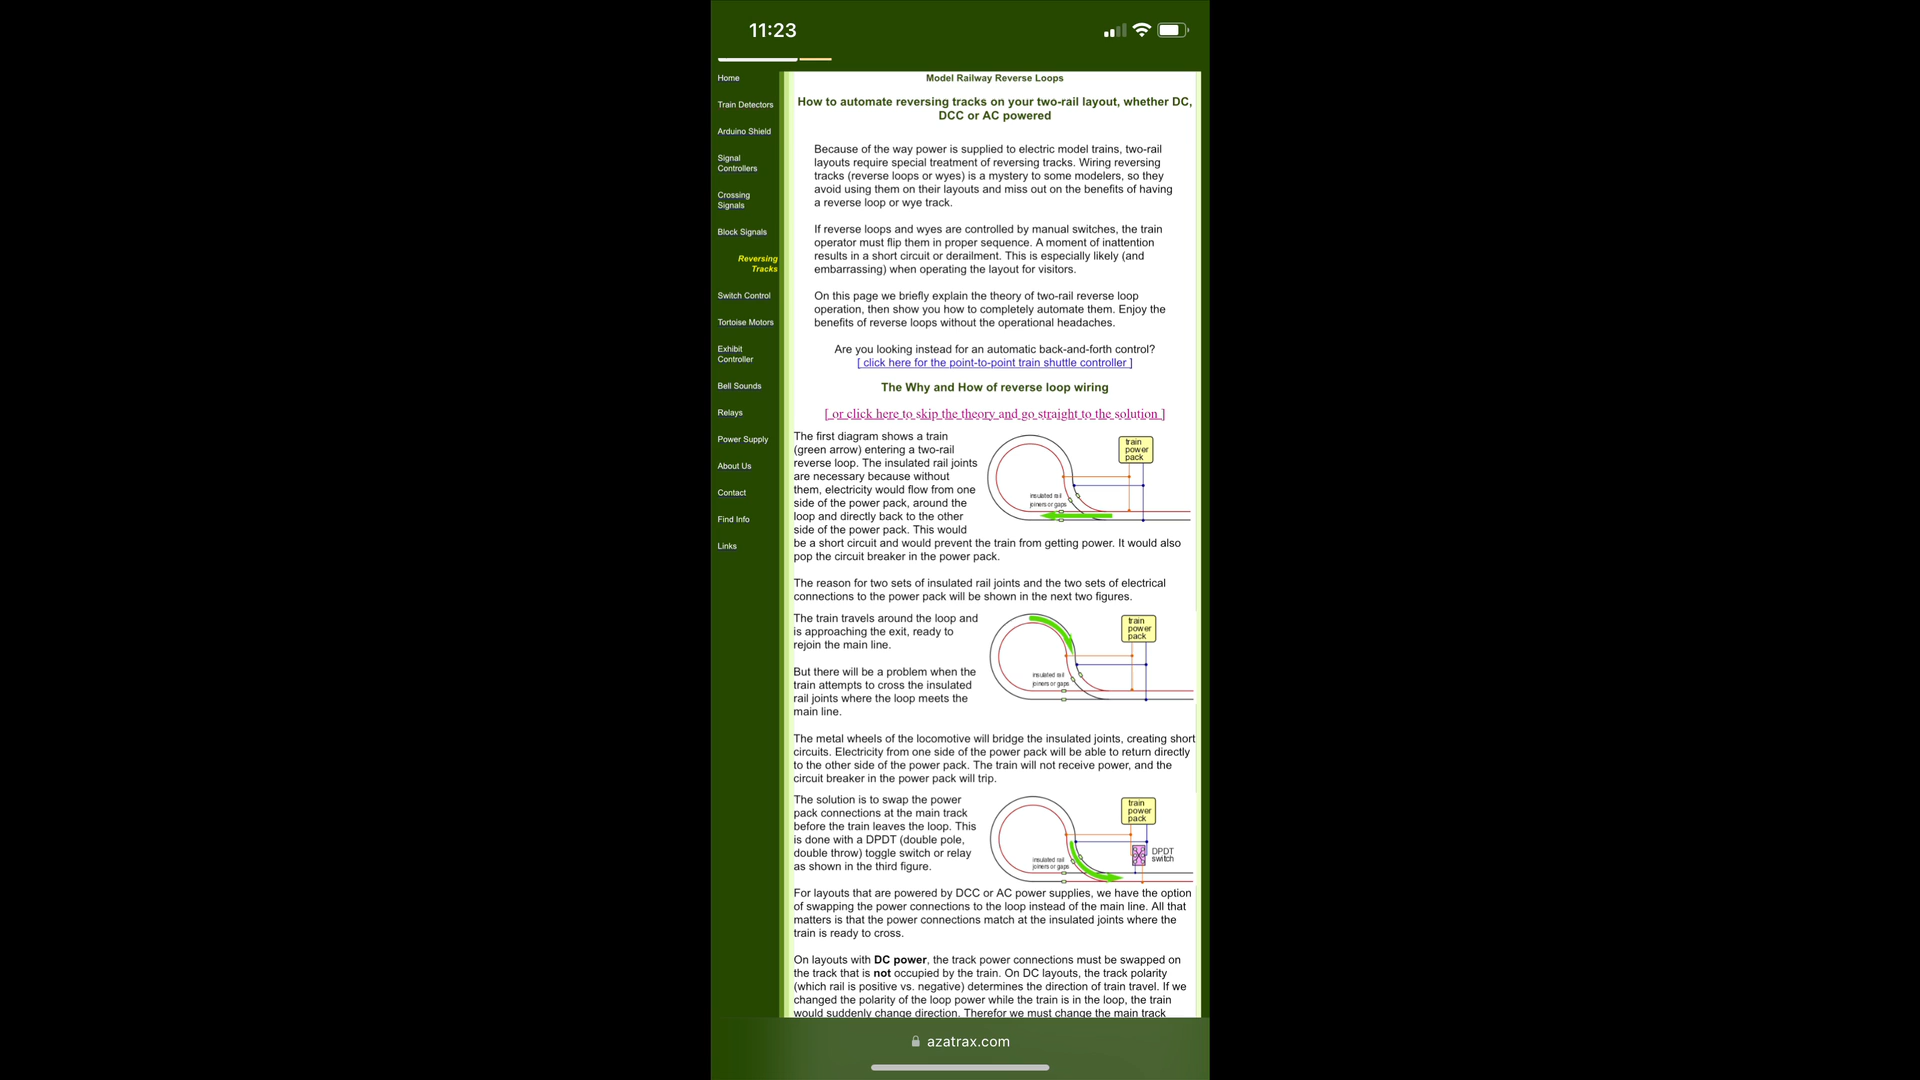 11:23
Home
Train Detectors
Arduino Shield
Signal
Controllers
Crossing
Signals
Block Signals
Reversing
Tracks
Switch Control
Tortoise Motors
Exhibit
Controller
Bell Sounds
Relays
Power Supply
About Us
Contact
Find Info
Links
Model Railway Reverse Loops
How to automate reversing tracks on your two-rail layout, whether DC,
DCC or AC powered
Because of the way power is supplied to electric model trains, two-rail
layouts require special treatment of reversing tracks. Wiring reversing
tracks (reverse loops or wyes) is a mystery to some modelers, so they
avoid using them on their layouts and miss out on the benefits of having
a reverse loop or wye track.
If reverse loops and wyes are controlled by manual switches, the train
operator must flip them in proper sequence. A moment of inattention
results in a short circuit or derailment. This is especially likely (and
embarrassing) when operating the layout for visitors.
On this page we briefly explain the theory of two-rail reverse loop
operation, then show you how to completely automate them. Enjoy the
benefits of reverse loops without the operational headaches.
Are you looking instead for an automatic back-and-forth control?
[ click here for the point-to-point train shuttle controller ]
The Why and How of reverse loop wiring
[ or click here to skip the theory and go straight to the solution ]
The first diagram shows a train
(green arrow) entering a two-rail
reverse loop. The insulated rail joints
are necessary because without
them, electricity would flow from one
side of the power pack, around the
loop and directly back to the other
side of the power pack. This would
be a short circuit and would prevent the train from getting power. It would also
pop the circuit breaker in the power pack.
train
power
pack
insulated rail
joiners or gaps
The reason for two sets of insulated rail joints and the two sets of electrical
connections to the power pack will be shown in the next two figures.
The train travels around the loop and
is approaching the exit, ready to
rejoin the main line.
But there will be a problem when the
train attempts to cross the insulated
rail joints where the loop meets the
main line.
train
power
pack
insulated rail
joiners or gaps
The metal wheels of the locomotive will bridge the insulated joints, creating short
circuits. Electricity from one side of the power pack will be able to return directly
to the other side of the power pack. The train will not receive power, and the
circuit breaker in the power pack will trip.
The solution is to swap the power
pack connections at the main track
before the train leaves the loop. This
is done with a DPDT (double pole,
double throw) toggle switch or relay
as shown in the third figure.
train
power
pack
DPDT
switch
insulated rail
joiners or gaps
For layouts that are powered by DCC or AC power supplies, we have the option
of swapping the power connections to the loop instead of the main line. All that
matters is that the power connections match at the insulated joints where the
train is ready to cross.
On layouts with DC power, the track power connections must be swapped on
the track that is not occupied by the train. On DC layouts, the track polarity
(which rail is positive vs. negative) determines the direction of train travel. If we
changed the polarity of the loop power while the train is in the loop, the train
would suddenly change direction. Therefor we must change the main track
azatrax.com